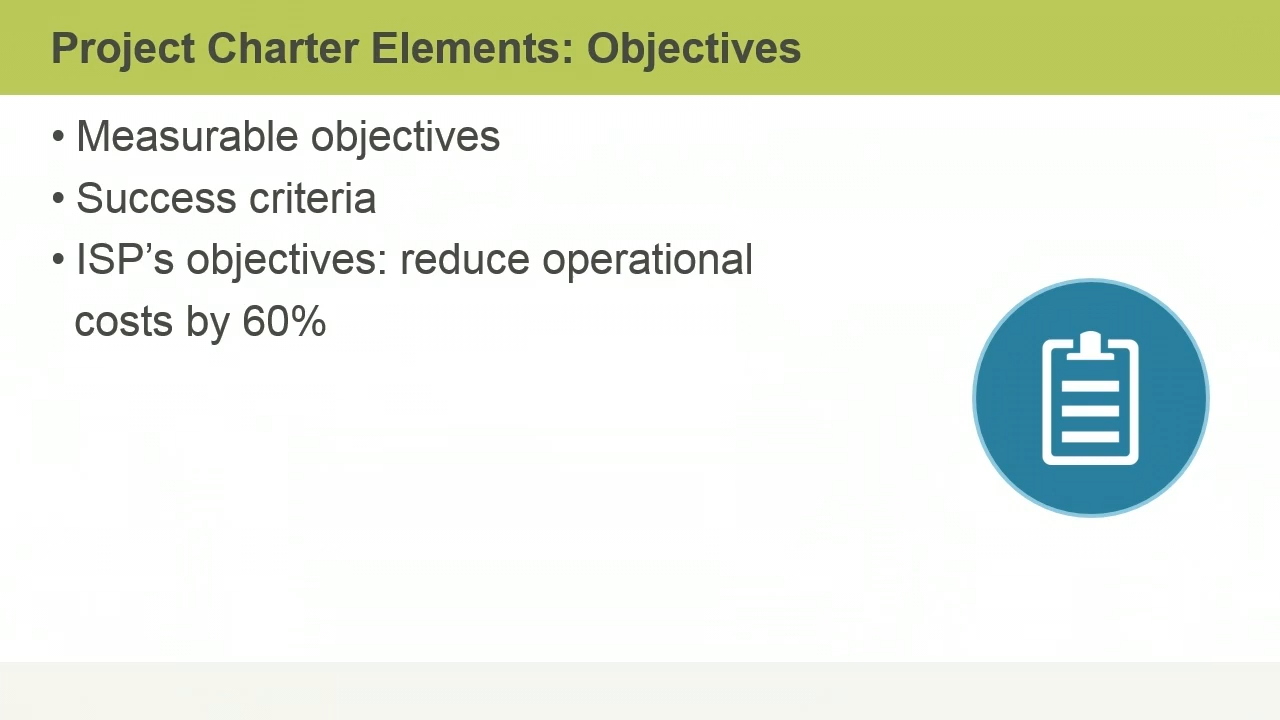 Project Charter Elements: Objectives
• Measurable objectives
• Success criteria
• ISP’s objectives: reduce operational
costs by 60%